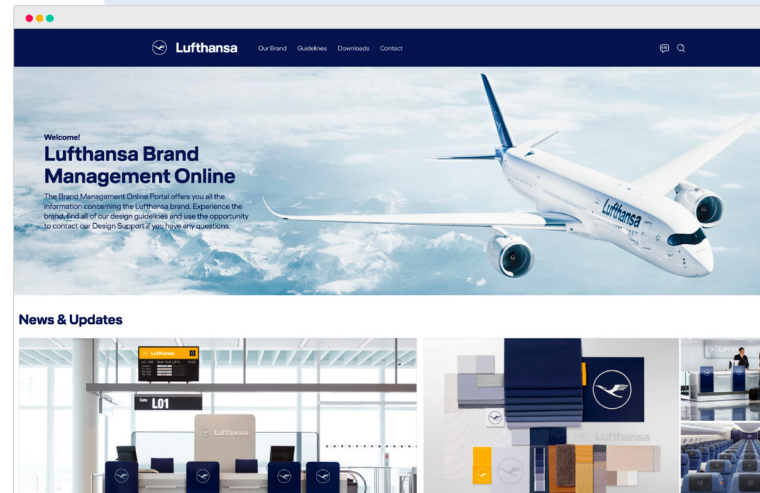 Lufthansa
Our Brand
Guidelines
Downloads
Contact
EN
Welcome!
Lufthansa Brand
Management Online
The Brand Management Online Portal offers you all the
information concerning the Lufthansa brand. Experience the
brand, find all of our design guidelines and use the opportunity
to contact our Design Support if you have any questions.
Lufthansa
News & Updates
Lufthansa
Gate L01
Lufthansa
Lufthansa